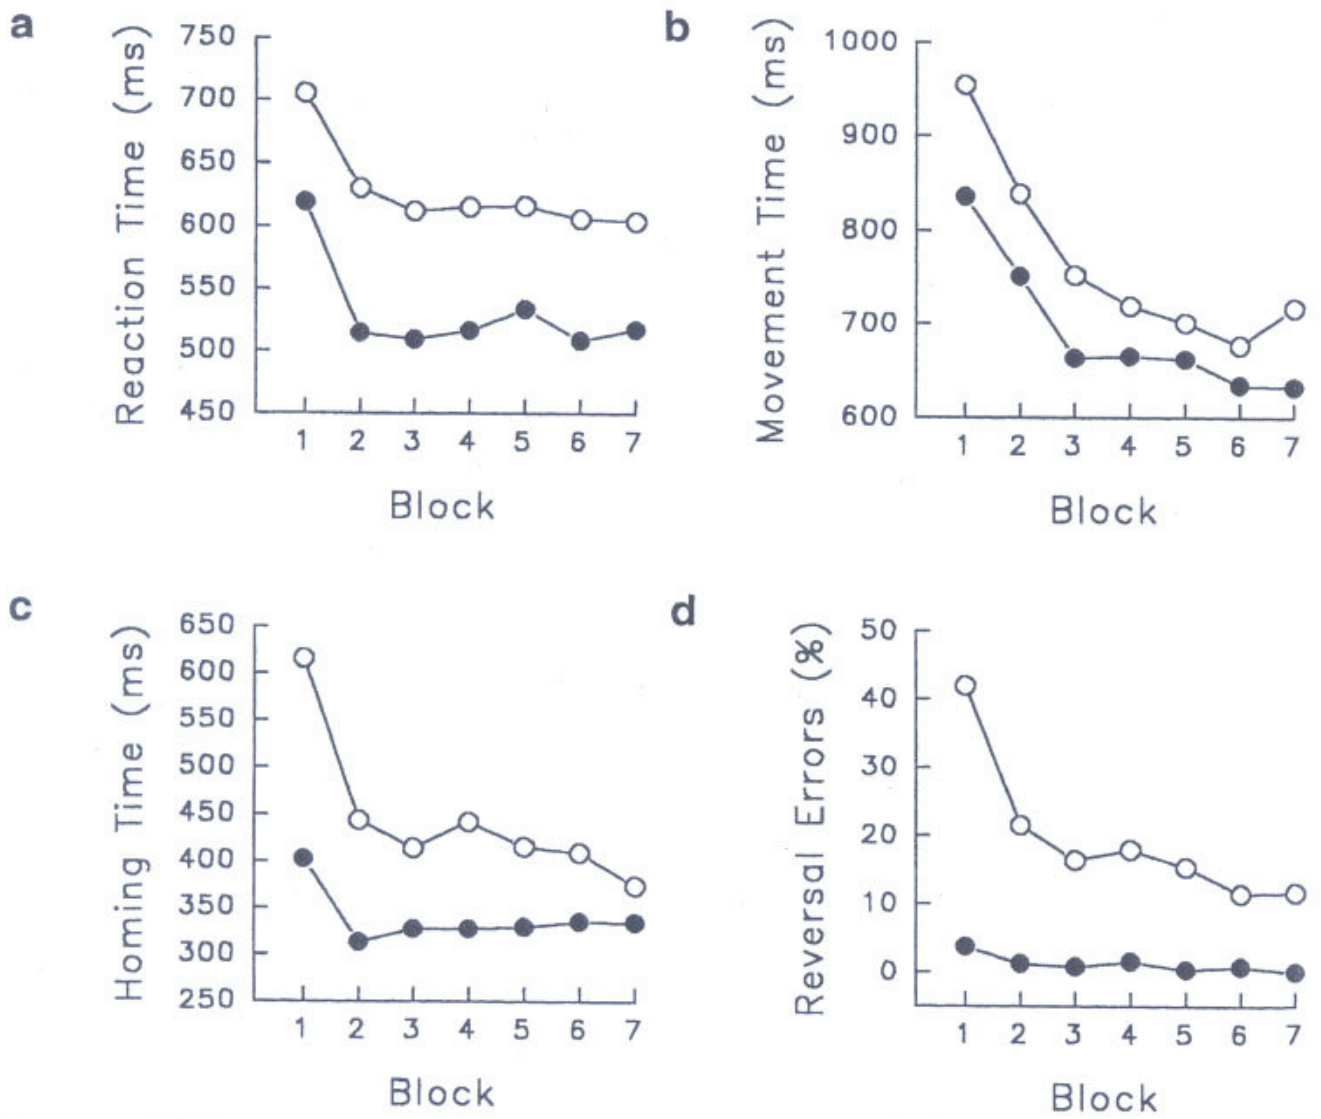 a
Reaction Time (ms)
750
700
650
600
550
500
450
1 2 3 4 5 6 7
Block
b
Movement Time (ms)
1000
900
800
700
600
1 2 3 4 5 6 7
Block
c
Homing Time (ms)
650
600
550
500
450
400
350
300
250
1 2 3 4 5 6 7
Block
d
Reversal Errors (%)
50
40
30
20
10
0
1 2 3 4 5 6 7
Block